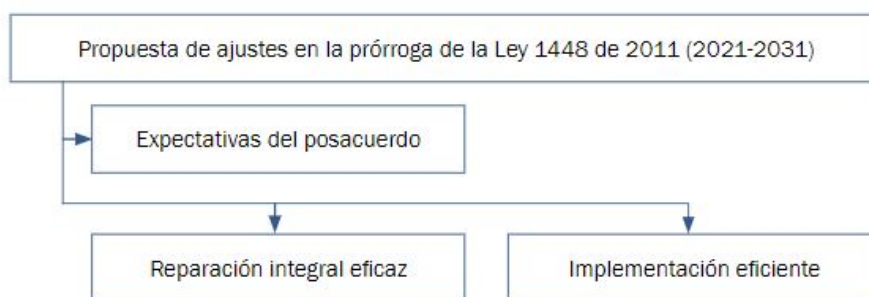 Propuesta de ajustes en la prórroga de la Ley 1448 de 2011 (2021-2031)
Expectativas del posacuerdo
Reparación integral eficaz
Implementación eficiente